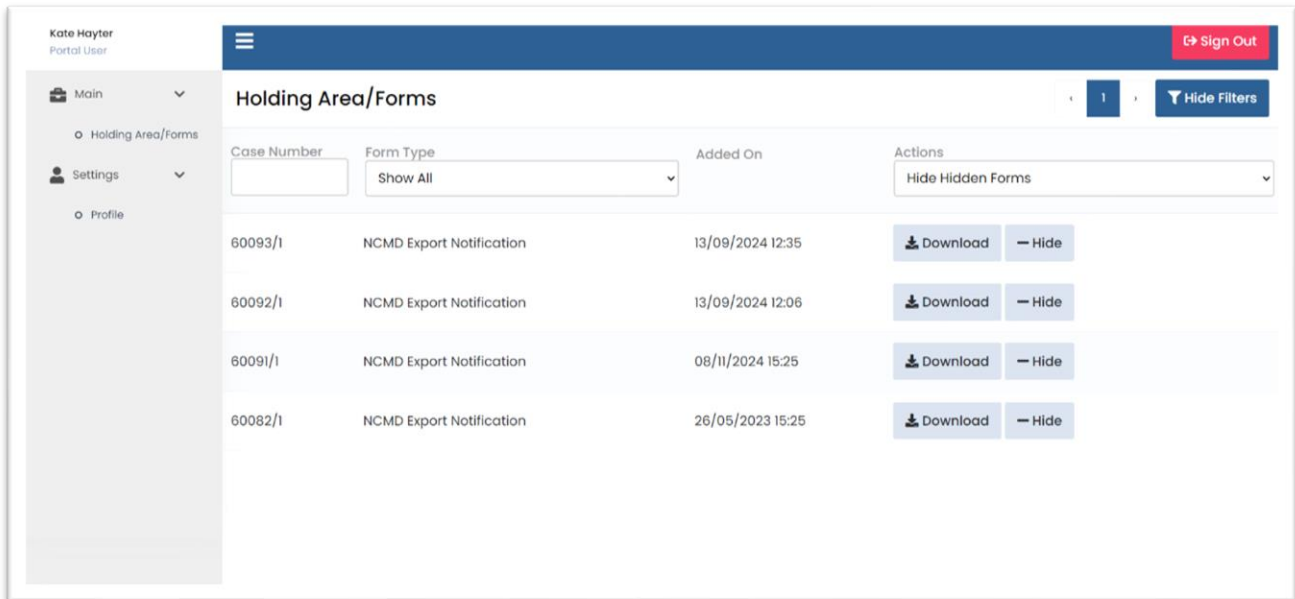 Kate Hayter
Portal User
Sign Out
Main
Holding Area/Forms
Settings
Profile
Holding Area/Forms
‹ 1 › Hide Filters
Case Number Form Type Added On Actions
Show All Hide Hidden Forms
60093/1 NCMD Export Notification 13/09/2024 12:35 Download Hide
60092/1 NCMD Export Notification 13/09/2024 12:06 Download Hide
60091/1 NCMD Export Notification 08/11/2024 15:25 Download Hide
60082/1 NCMD Export Notification 26/05/2023 15:25 Download Hide